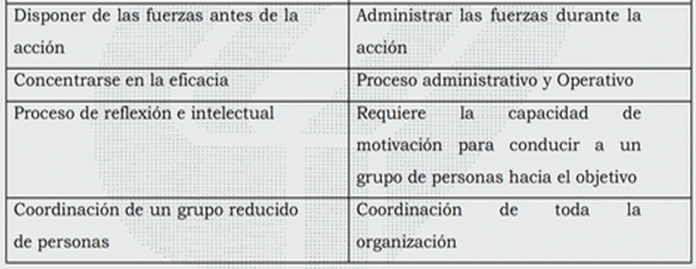 Disponer de las fuerzas antes de la
acción
Administrar las fuerzas durante la
acción
Concentrarse en la eficacia
Proceso administrativo y Operativo
Proceso de reflexión e intelectual
Requiere la capacidad de
motivación para conducir a un
grupo de personas hacia el objetivo
Coordinación de un grupo reducido
de personas
Coordinación de toda la
organización